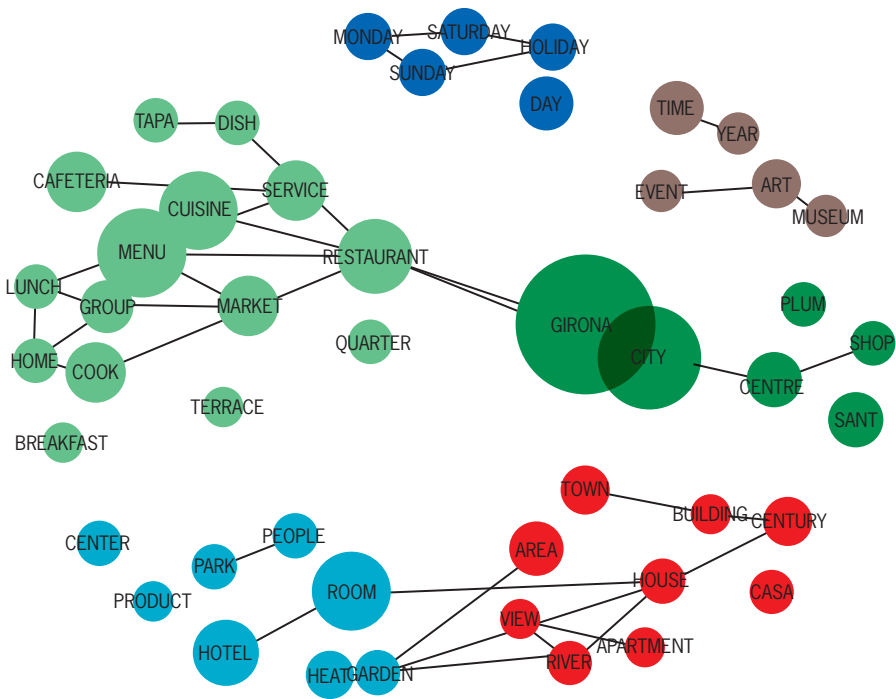 MONDAY
SATURDAY
HOLIDAY
SUNDAY
DAY
TAPA
DISH
TIME
YEAR
CAFETERIA
SERVICE
CUISINE
EVENT
ART
MUSEUM
MENU
RESTAURANT
LUNCH
GROUP
MARKET
GIRONA
PLUM
HOME
COOK
QUARTER
CITY
SHOP
CENTRE
TERRACE
SANT
BREAKFAST
TOWN
BUILDING
CENTURY
CENTER
PEOPLE
PARK
AREA
PRODUCT
ROOM
HOUSE
CASA
VIEW
HOTEL
APARTMENT
HEAT
GARDEN
RIVER